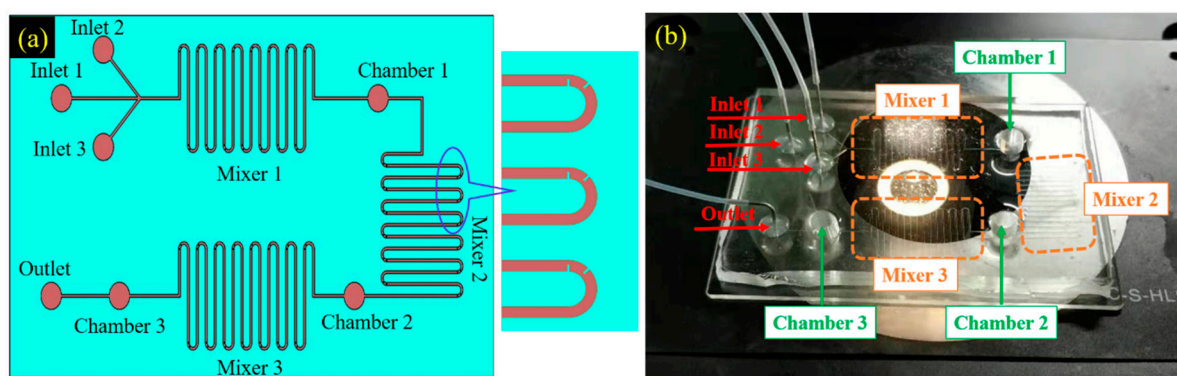 (a)
Inlet 2
Inlet 1
Inlet 3
Mixer 1
Chamber 1
Mixer 2
Outlet
Chamber 3
Mixer 3
Chamber 2
(b)
Chamber 1
Mixer 1
Inlet 1
Inlet 2
Inlet 3
Mixer 2
Outlet
Mixer 3
Chamber 3
Chamber 2
C-S-HL